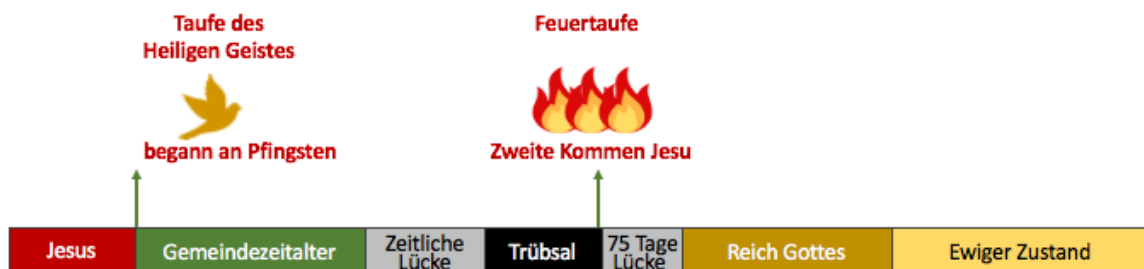 Taufe des
Heiligen Geistes
begann an Pfingsten
Feuertaufe
Zweite Kommen Jesu
Jesus
Gemeindezeitalter
Zeitliche
Lücke
Trübsal
75 Tage
Lücke
Reich Gottes
Ewiger Zustand